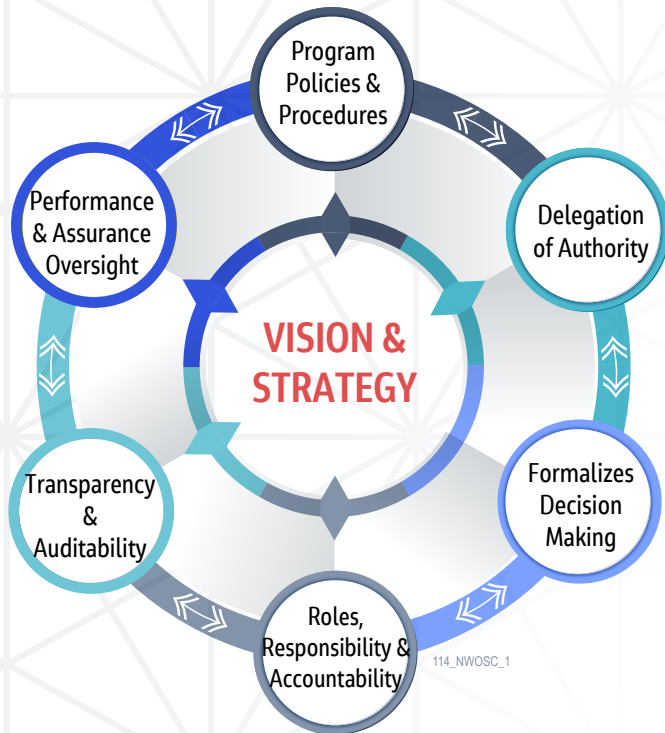 Program
Policies &
Procedures
Delegation
of Authority
Formalizes
Decision
Making
Roles,
Responsibility &
Accountability
Transparency
&
Auditability
Performance
& Assurance
Oversight
VISION &
STRATEGY
114_NWOSC_1